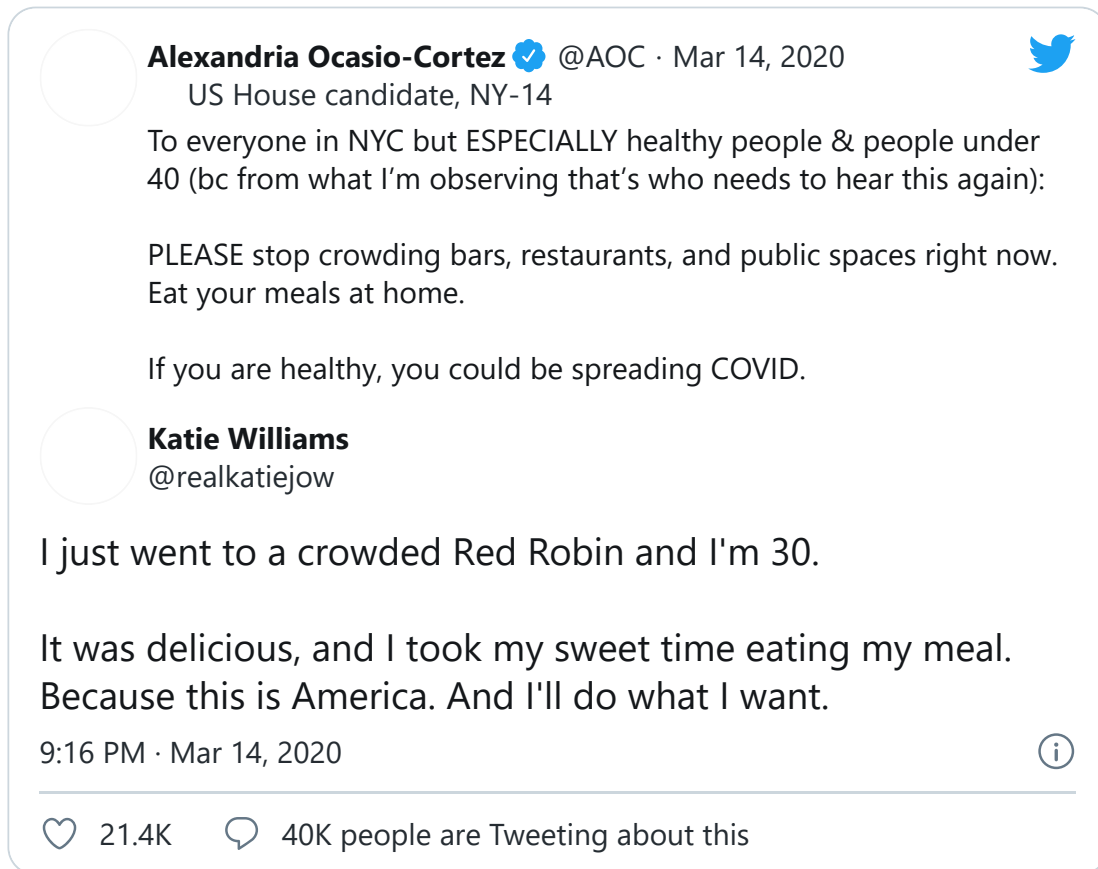 Alexandria Ocasio-Cortez @AOC · Mar 14, 2020
US House candidate, NY-14
To everyone in NYC but ESPECIALLY healthy people & people under
40 (bc from what I’m observing that’s who needs to hear this again):
PLEASE stop crowding bars, restaurants, and public spaces right now.
Eat your meals at home.
If you are healthy, you could be spreading COVID.
Katie Williams
@realkatiejow
I just went to a crowded Red Robin and I'm 30.
It was delicious, and I took my sweet time eating my meal.
Because this is America. And I'll do what I want.
9:16 PM · Mar 14, 2020
21.4K 40K people are Tweeting about this